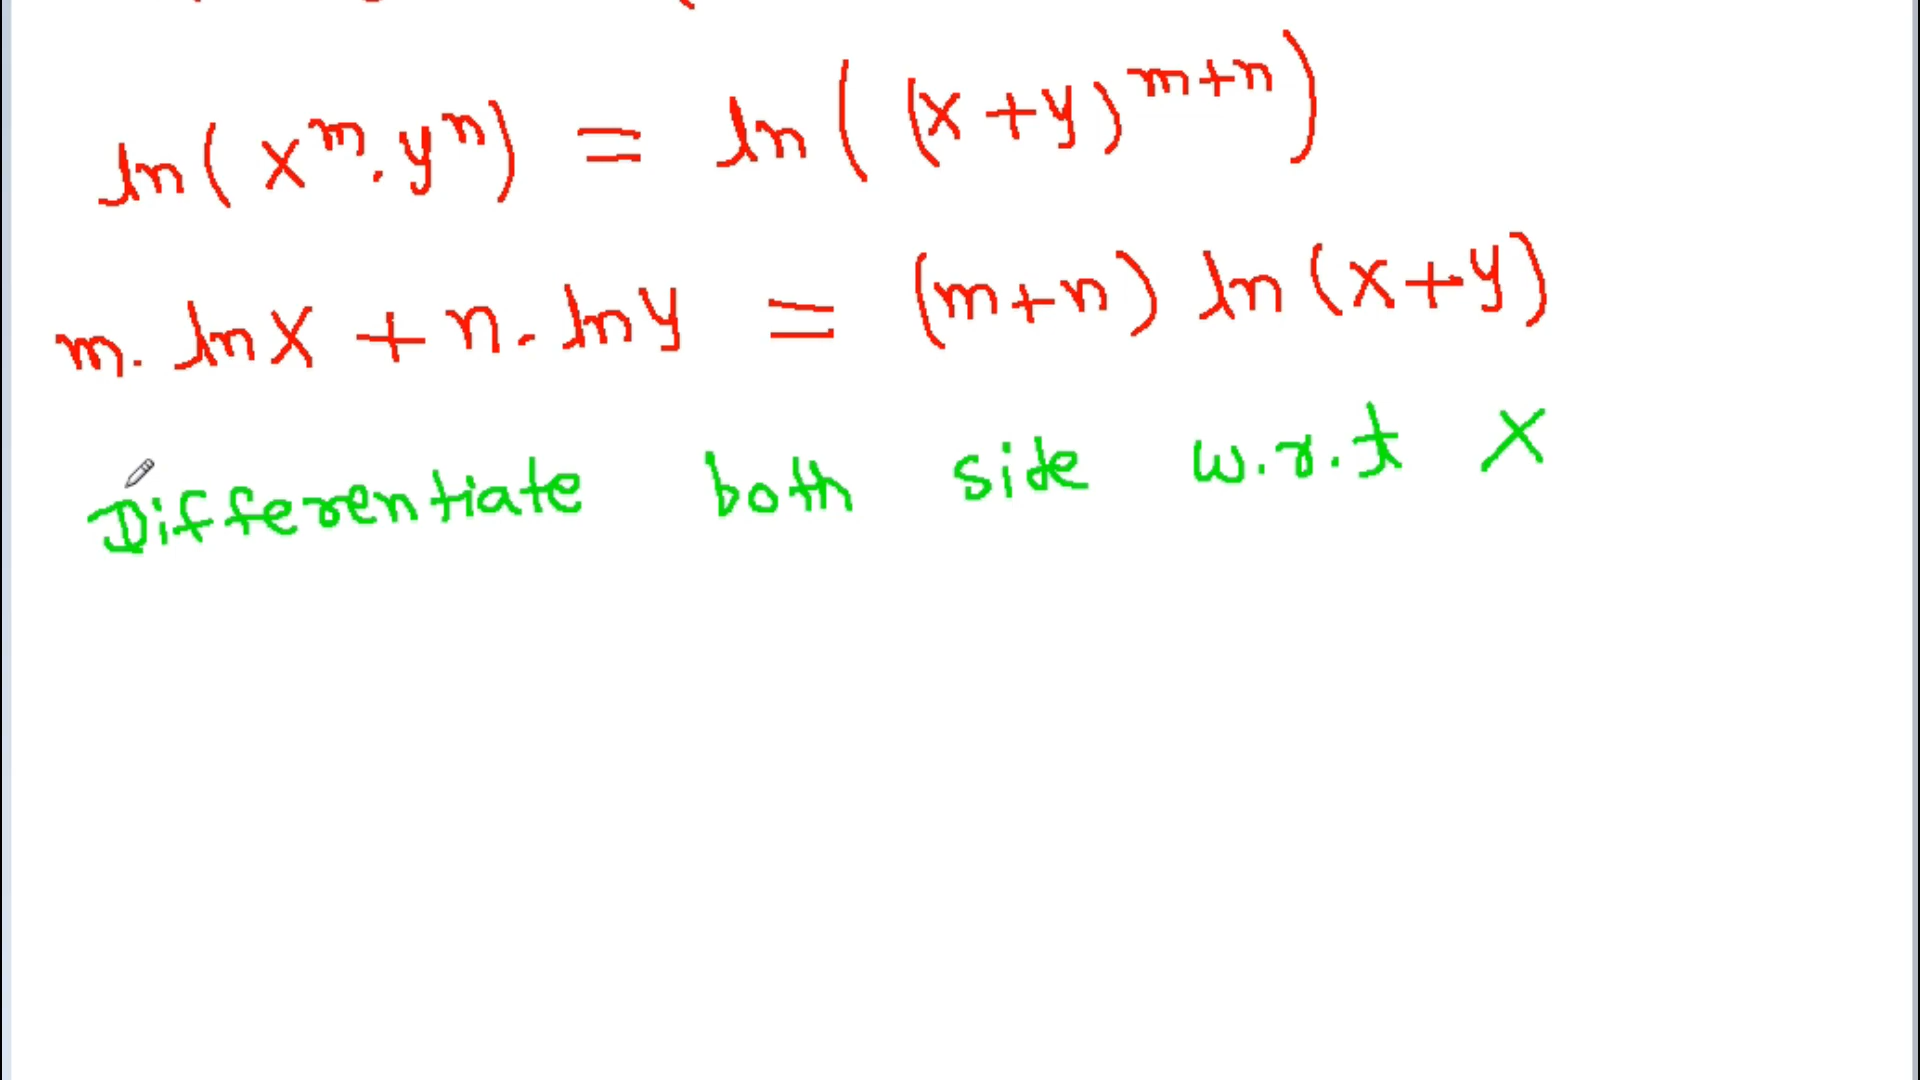 ln(x^m.y^n) = ln((x+y)^m+n)
m.lnx + n.lny = (m+n) ln(x+y)
Differentiate both side w.r.t x